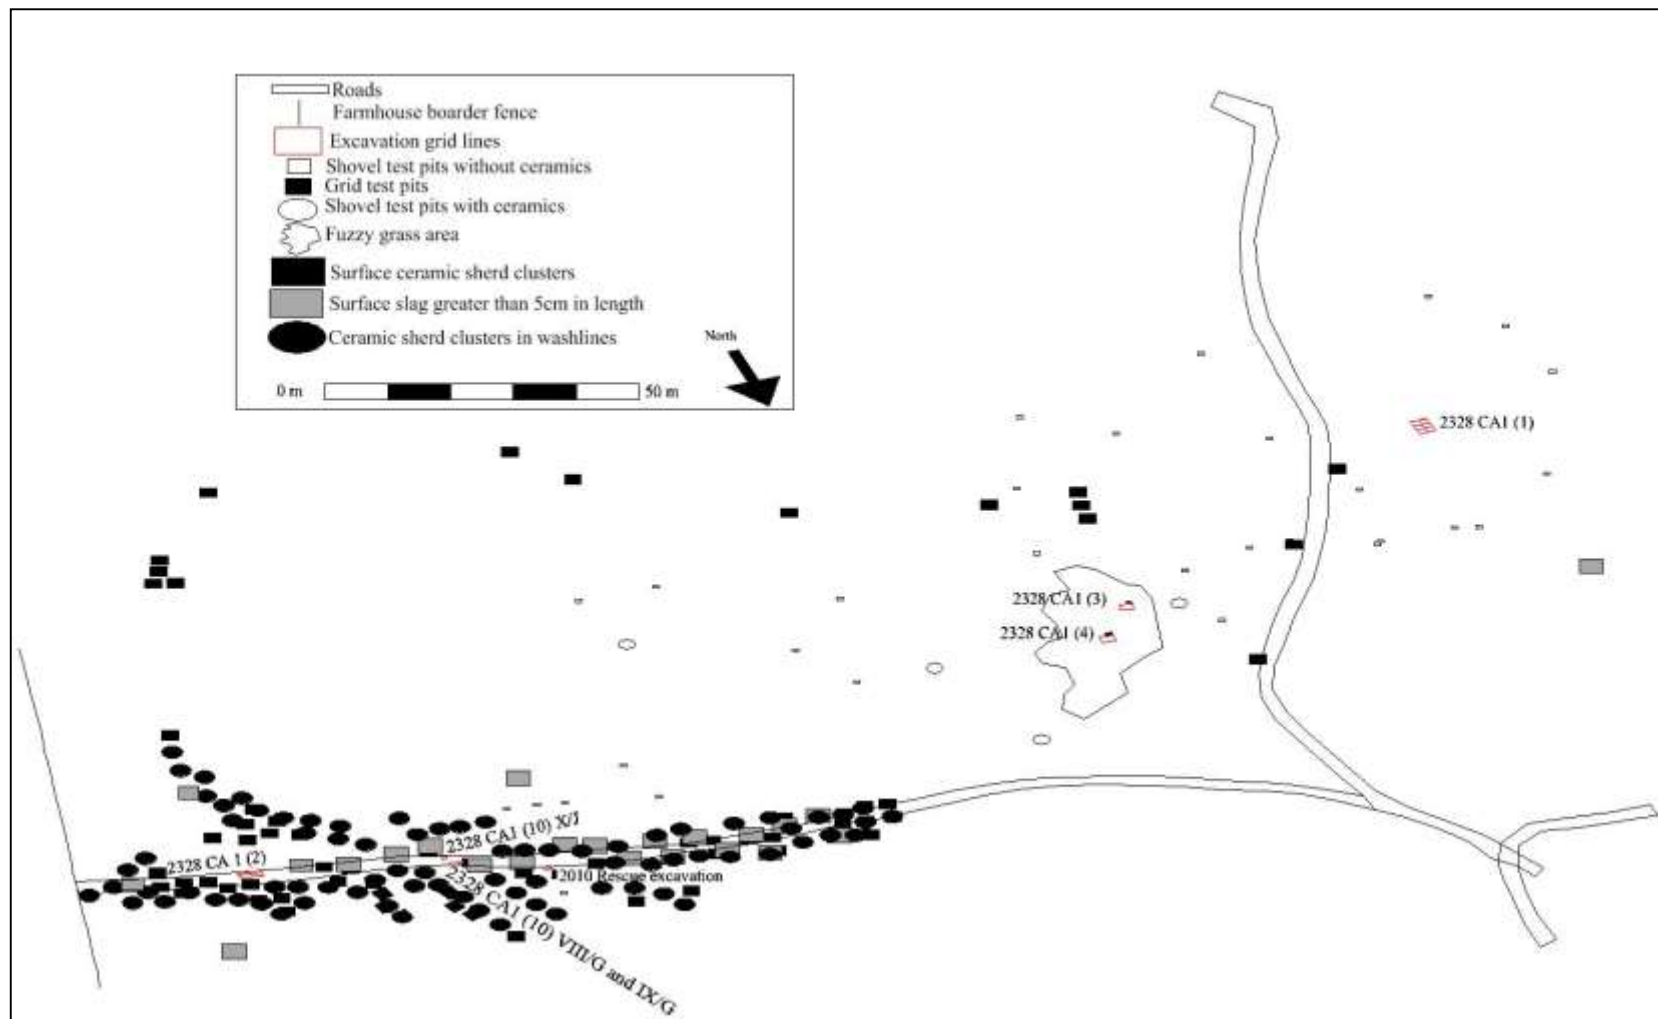 Roads
Farmhouse boarder fence
Excavation grid lines
Shovel test pits without ceramics
Grid test pits
Shovel test pits with ceramics
Fuzzy grass area
Surface ceramic sherd clusters
Surface slag greater than 5cm in length
Ceramic sherd clusters in washlines
North
0 m 50 m
2328 CA1 (1)
2328 CA1 (3)
2328 CA1 (4)
2328 CA1 (10) X/J
2328 CA 1 (2)
2010 Rescue excavation
2328 CA1 (10) VIII/G and IX/G